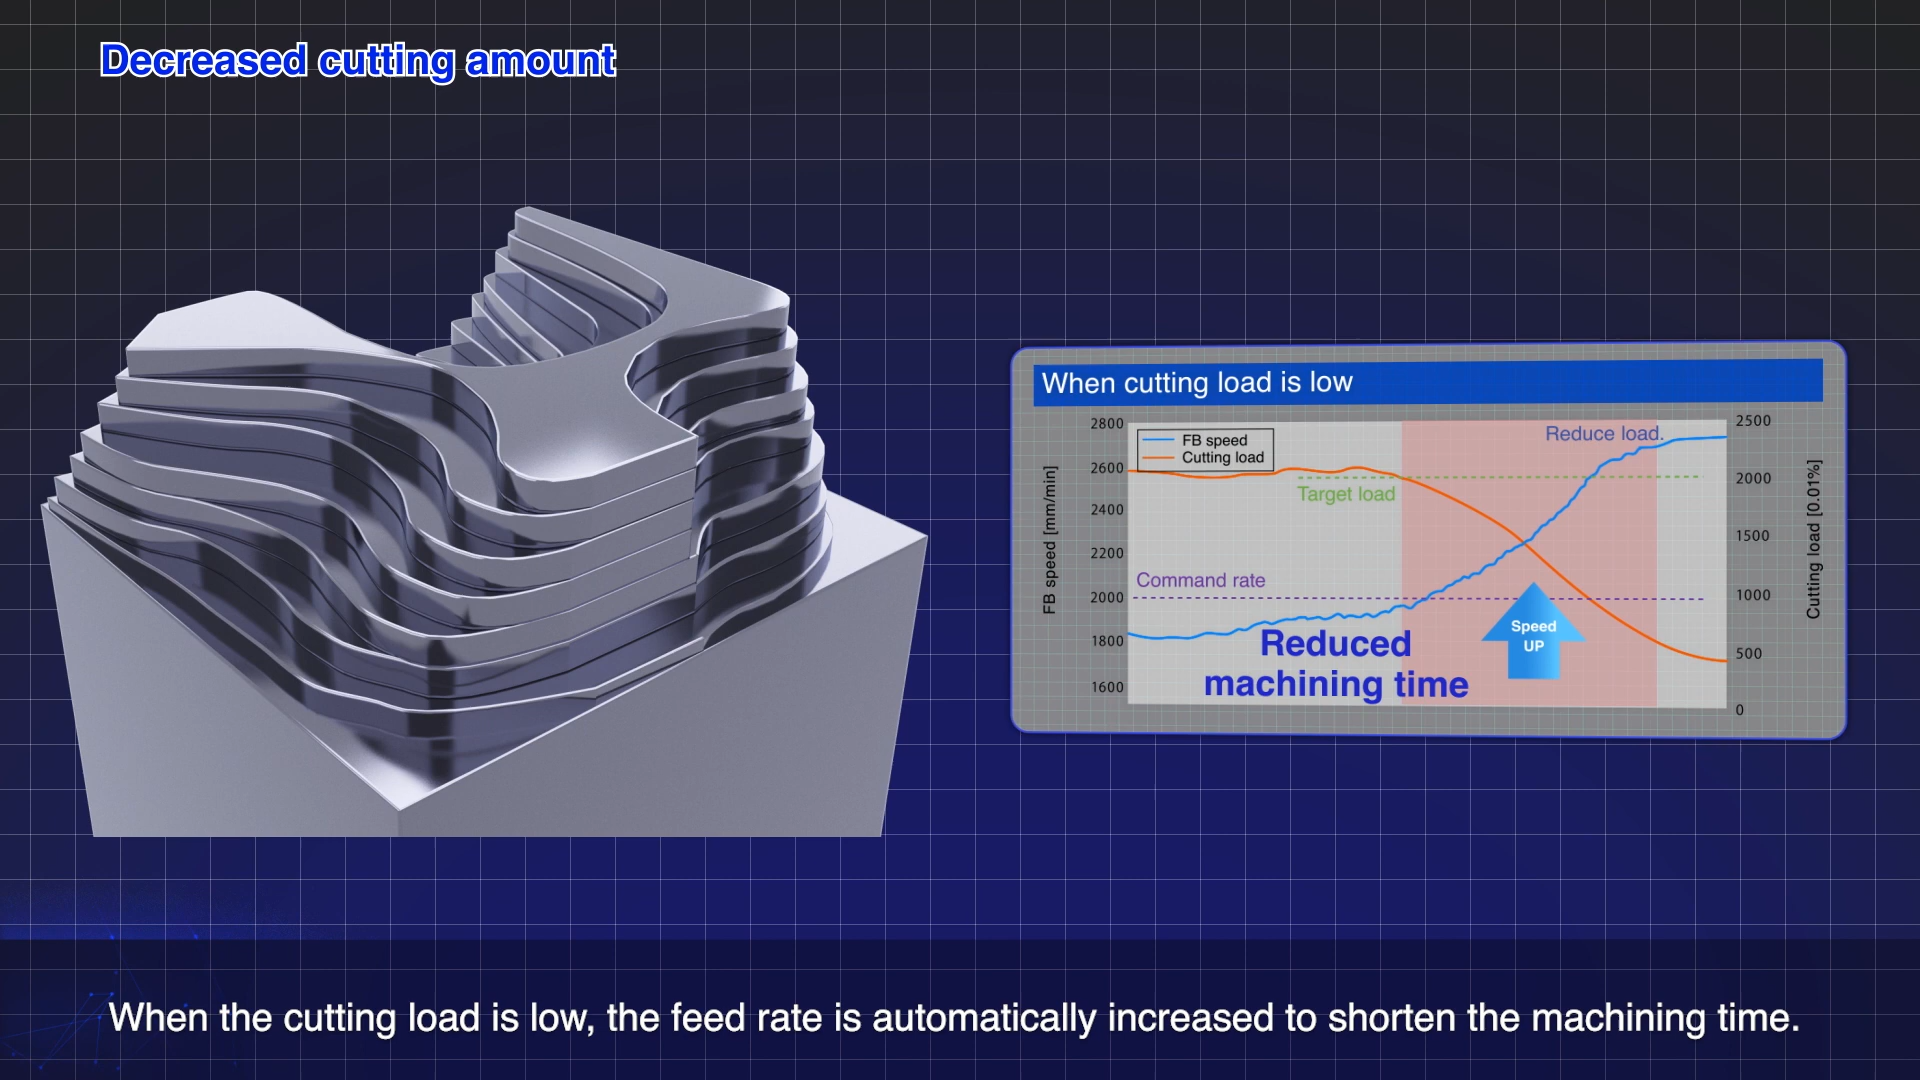 Decreased cutting amount
When cutting load is low
FB speed [mm/min]
2800
2600
2400
2200
2000
1800
1600
FB speed
Cutting load
Target load
Command rate
Reduce load.
Speed
UP
Reduced
machining time
2500
2000
1500
1000
500
0
Cutting load [0.01%]
When the cutting load is low, the feed rate is automatically increased to shorten the machining time.